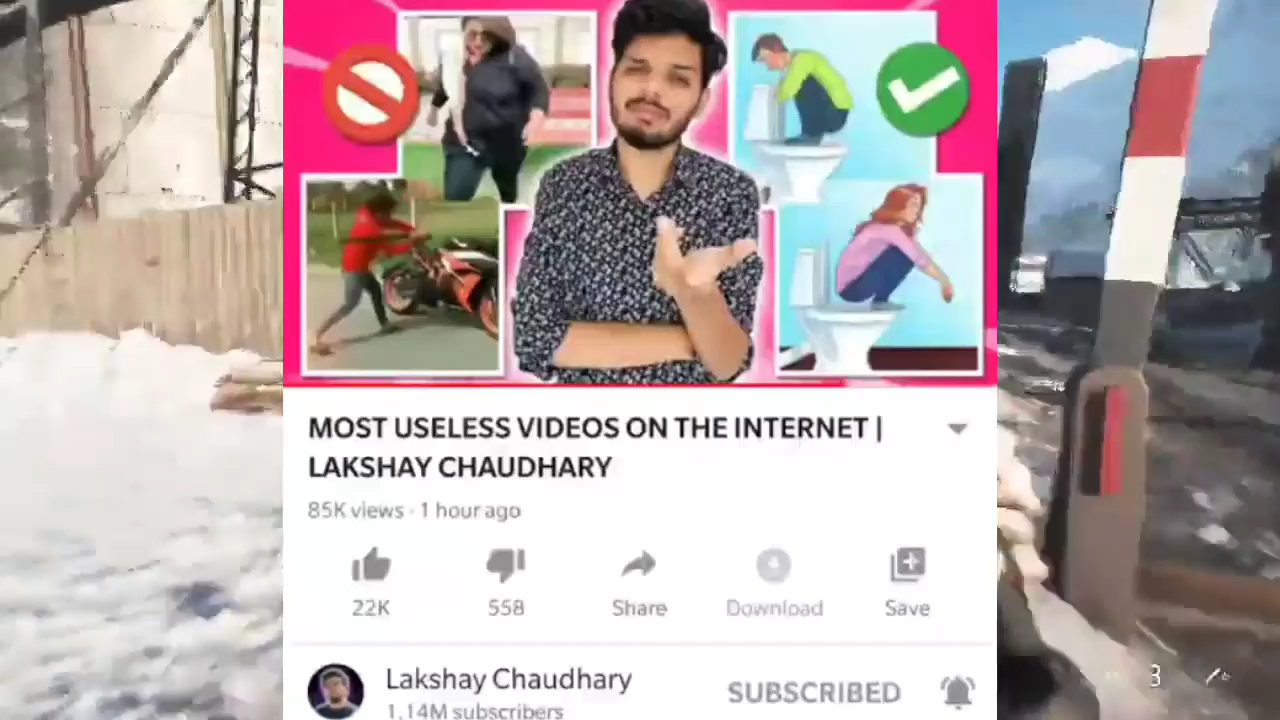 MOST USELESS VIDEOS ON THE INTERNET |
LAKSHAY CHAUDHARY
85K views · 1 hour ago
22K
558
Share
Download
Save
Lakshay Chaudhary
SUBSCRIBED
1.14M subscribers
3